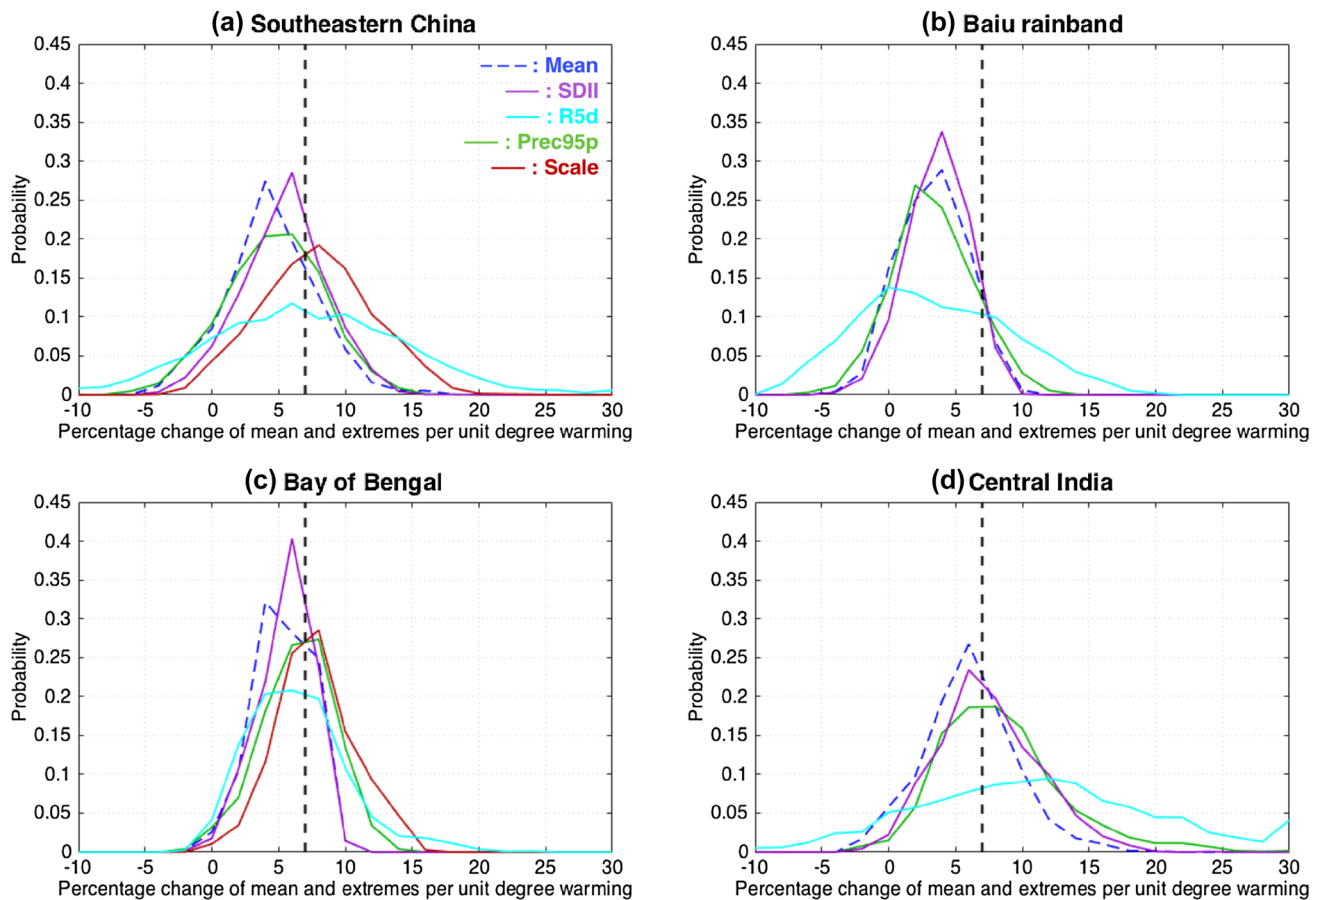 (a) Southeastern China
0.45
0.4
0.35
0.3
0.25
0.2
0.15
0.1
0.05
0
Probability
: Mean
: SDII
: R5d
: Prec95p
: Scale
-10 -5 0 5 10 15 20 25 30
Percentage change of mean and extremes per unit degree warming
(b) Baiu rainband
0.45
0.4
0.35
0.3
0.25
0.2
0.15
0.1
0.05
0
Probability
-10 -5 0 5 10 15 20 25 30
Percentage change of mean and extremes per unit degree warming
(c) Bay of Bengal
0.45
0.4
0.35
0.3
0.25
0.2
0.15
0.1
0.05
0
Probability
-10 -5 0 5 10 15 20 25 30
Percentage change of mean and extremes per unit degree warming
(d) Central India
0.45
0.4
0.35
0.3
0.25
0.2
0.15
0.1
0.05
0
Probability
-10 -5 0 5 10 15 20 25 30
Percentage change of mean and extremes per unit degree warming